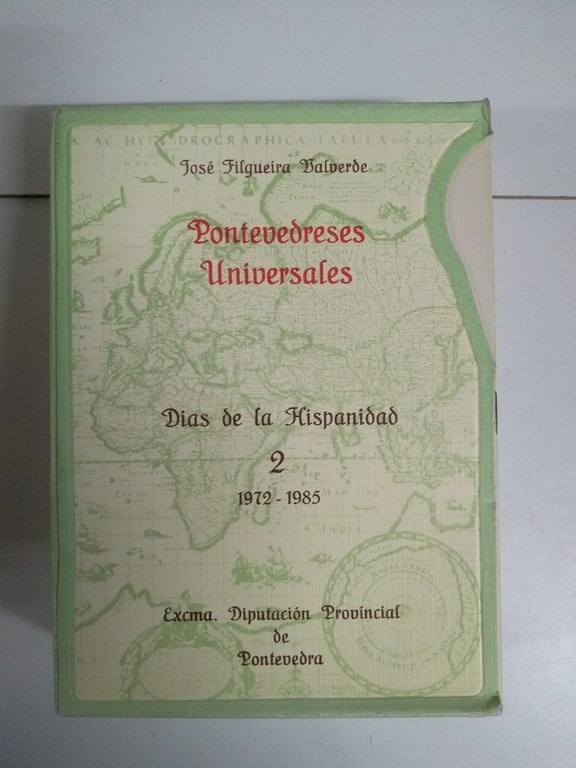 A AC HYDROGRAPHICA TABULA
José Filgueira Valverde
Pontevedreses
Universales
Dias de la Hispanidad
2
1972 - 1985
INDIA
Excma. Diputación Provincial
de
Pontevedra